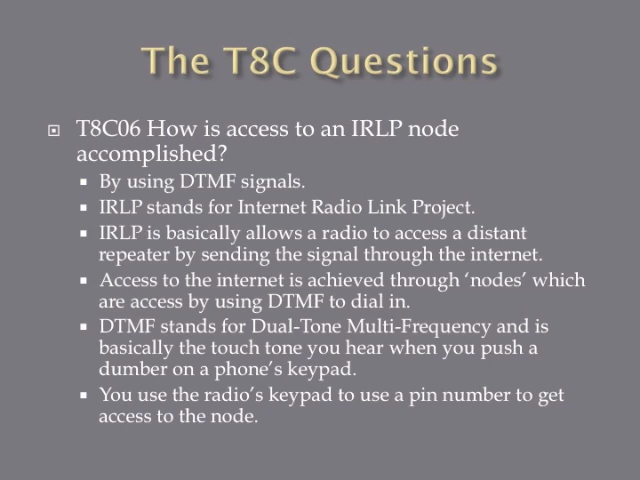 The T8C Questions
T8C06 How is access to an IRLP node
accomplished?
By using DTMF signals.
IRLP stands for Internet Radio Link Project.
IRLP is basically allows a radio to access a distant
repeater by sending the signal through the internet.
Access to the internet is achieved through ‘nodes’ which
are access by using DTMF to dial in.
DTMF stands for Dual-Tone Multi-Frequency and is
basically the touch tone you hear when you push a
dumber on a phone’s keypad.
You use the radio’s keypad to use a pin number to get
access to the node.